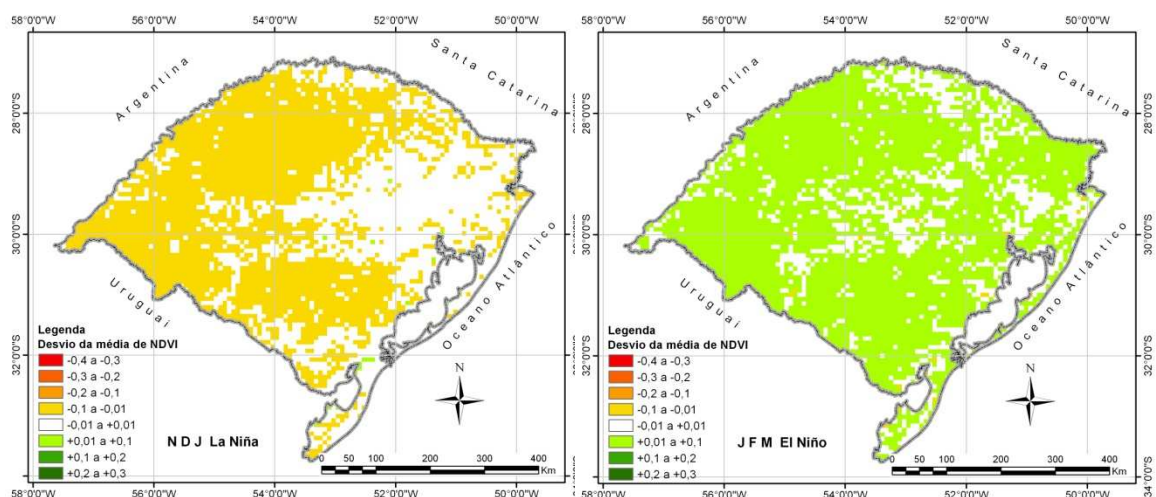 58°0'0"O 56°0'0"O 54°0'0"O 52°0'0"O 50°0'0"O
Argentina
Santa Catarina
28°0'0"S
30°0'0"S
Uruguai
Oceano Atlântico
32°0'0"S
Legenda
Desvio da média de NDVI
-0,4 a -0,3
-0,3 a -0,2
-0,2 a -0,1
-0,1 a -0,01
-0,01 a +0,01
+0,01 a +0,1
+0,1 a +0,2
+0,2 a +0,3
N
N D J La Niña
0 50 100 200 300 400
Km
34°0'0"S
58°0'0"O 56°0'0"O 54°0'0"O 52°0'0"O 50°0'0"O
58°0'0"O 56°0'0"O 54°0'0"O 52°0'0"O 50°0'0"O
Argentina
Santa Catarina
28°0'0"S
30°0'0"S
Uruguai
Oceano Atlântico
32°0'0"S
Legenda
Desvio da média de NDVI
-0,4 a -0,3
-0,3 a -0,2
-0,2 a -0,1
-0,1 a -0,01
-0,01 a +0,01
+0,01 a +0,1
+0,1 a +0,2
+0,2 a +0,3
N
J F M El Niño
0 50 100 200 300 400
Km
34°0'0"S
58°0'0"O 56°0'0"O 54°0'0"O 52°0'0"O 50°0'0"O